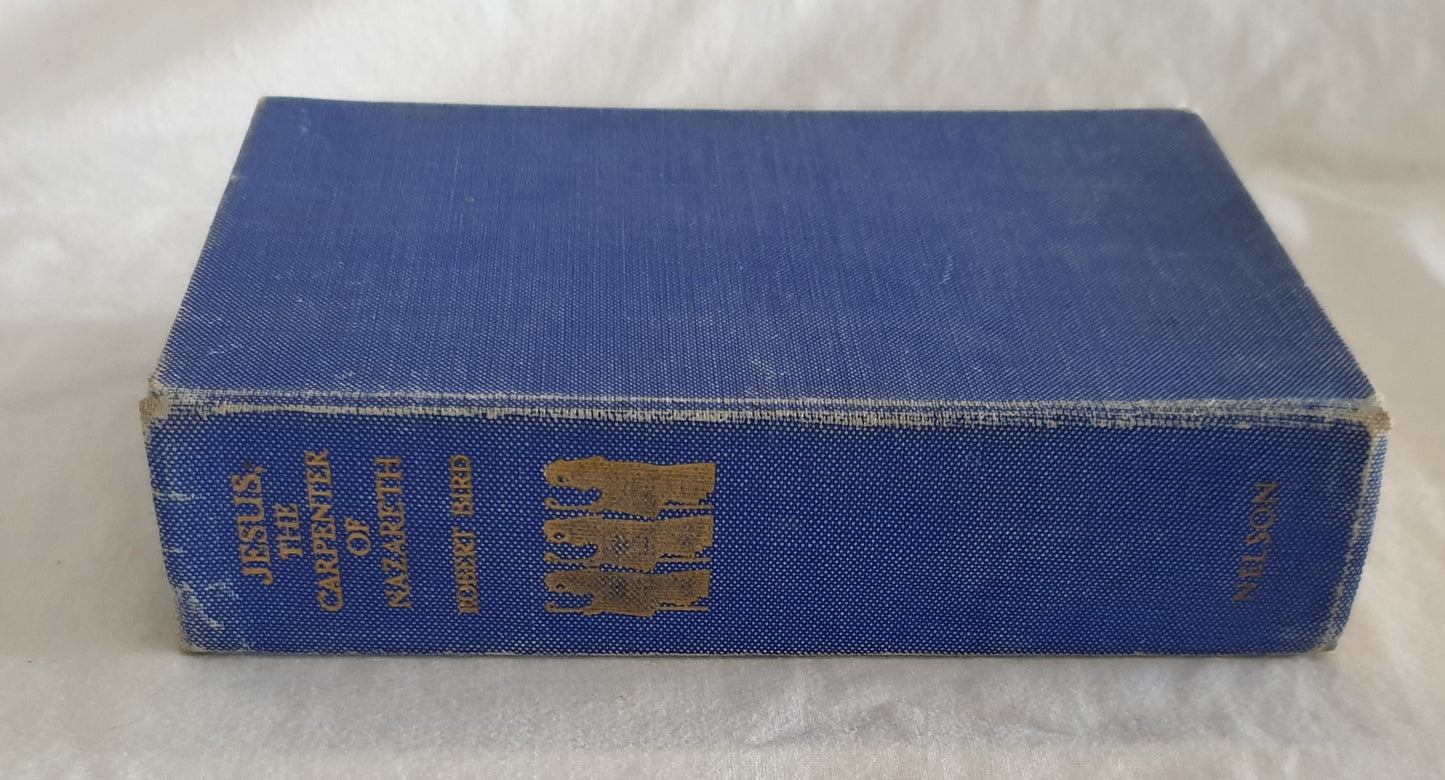 JESUS,
THE
CARPENTER
OF
NAZARETH
ROBERT BIRD
NELSON